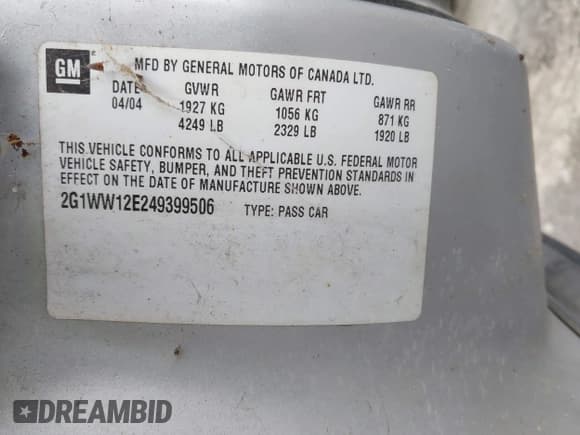 GM
MFD BY GENERAL MOTORS OF CANADA LTD.
DATE GVWR GAWR FRT GAWR RR
04/04 1927 KG 1056 KG 871 KG
4249 LB 2329 LB 1920 LB
THIS VEHICLE CONFORMS TO ALL APPLICABLE U.S. FEDERAL MOTOR
VEHICLE SAFETY, BUMPER, AND THEFT PREVENTION STANDARDS IN
EFFECT ON THE DATE OF MANUFACTURE SHOWN ABOVE.
2G1WW12E249399506 TYPE: PASS CAR
DREAMBID